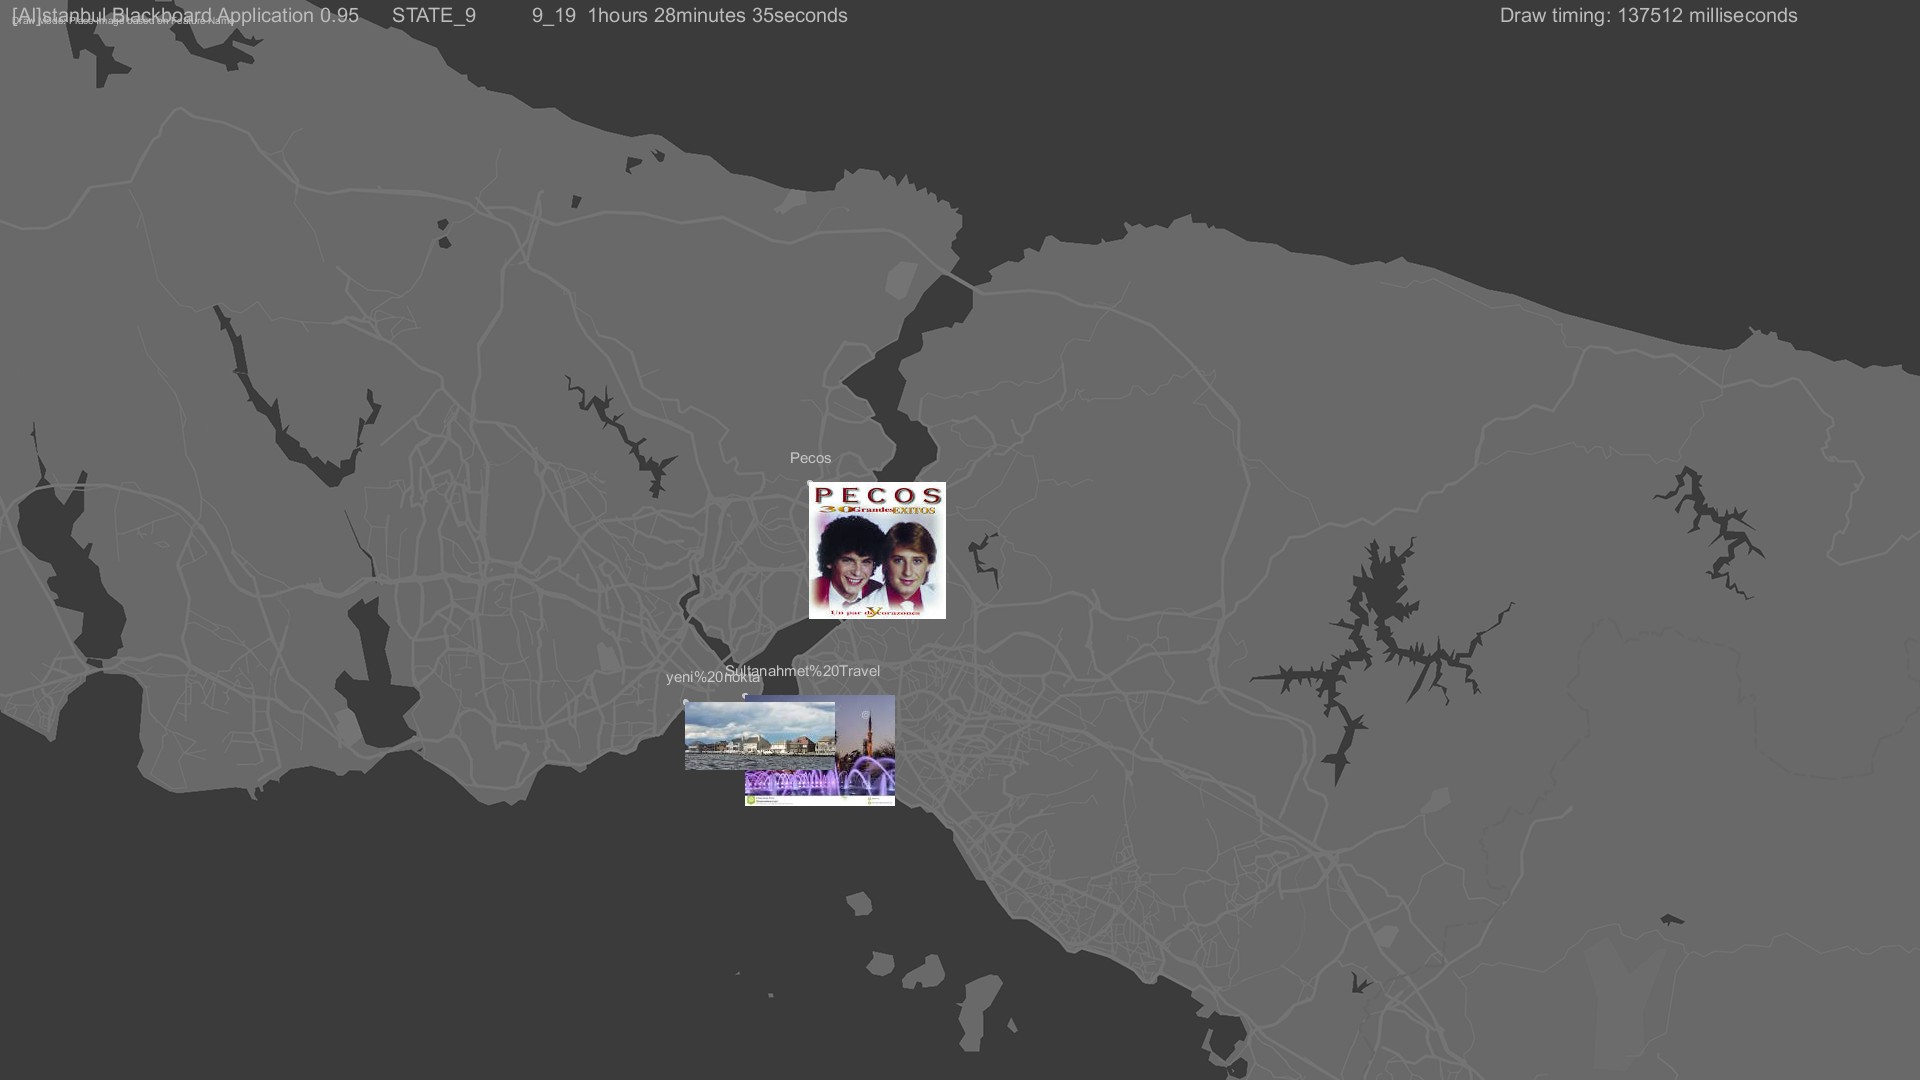 [AI]stanbul Blackboard Application 0.95 STATE_9 9_19 1hours 28minutes 35seconds Draw timing: 137512 milliseconds
Pecos
PECOS
30 Grandes EXITOS
Un par de corazones
Y
Sultanahmet%20Travel
yeni%20nokta